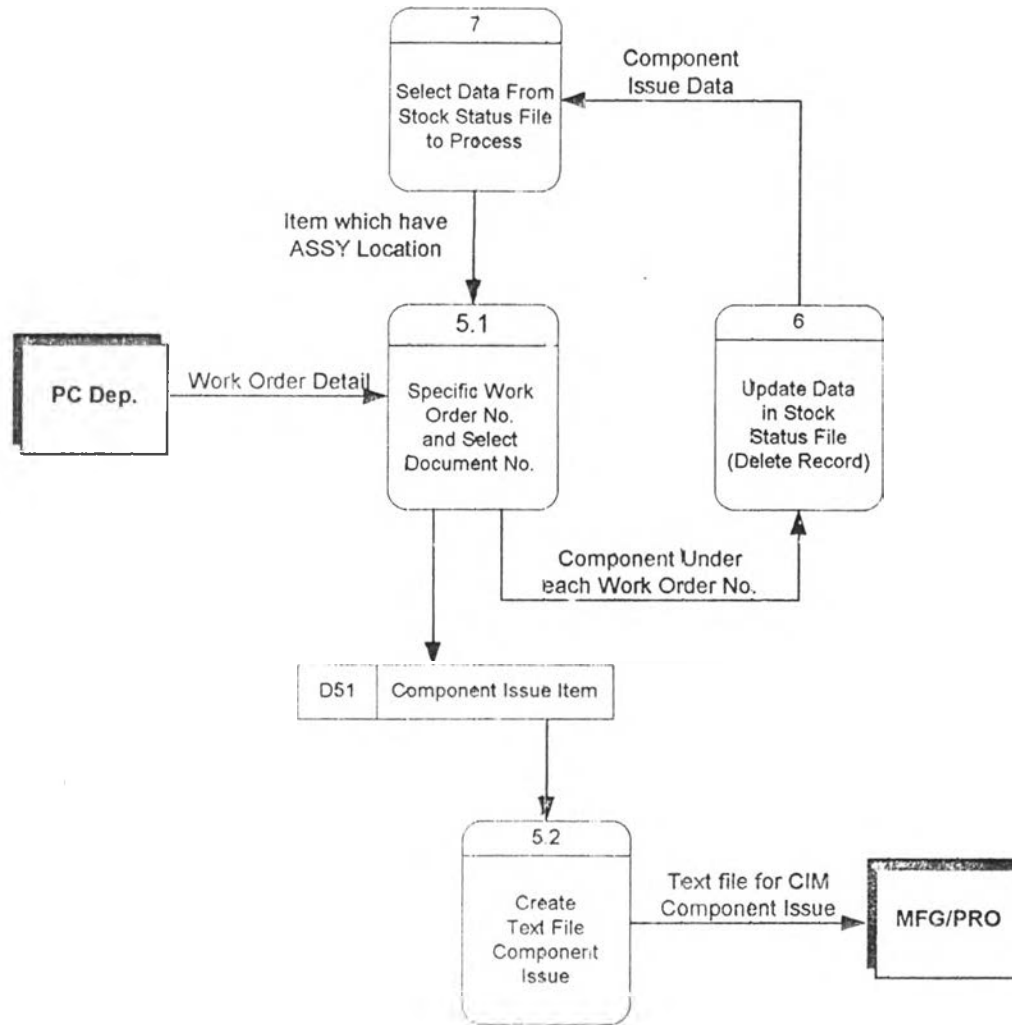 7
Select Data From
Stock Status File
to Process
Component
Issue Data
Item which have
ASSY Location
PC Dep.
Work Order Detail
5.1
Specific Work
Order No.
and Select
Document No.
6
Update Data
in Stock
Status File
(Delete Record)
Component Under
each Work Order No.
D51
Component Issue Item
5.2
Create
Text File
Component
Issue
Text file for CIM
Component Issue
MFG/PRO